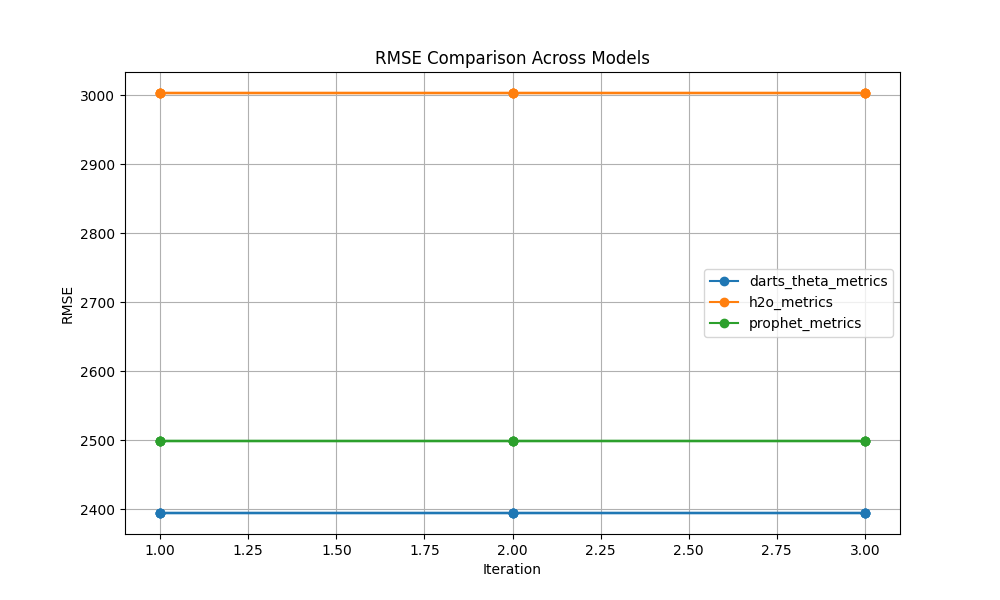 RMSE Comparison Across Models
3000
2900
2800
2700
2600
2500
2400
RMSE
darts_theta_metrics
h2o_metrics
prophet_metrics
1.00 1.25 1.50 1.75 2.00 2.25 2.50 2.75 3.00
Iteration